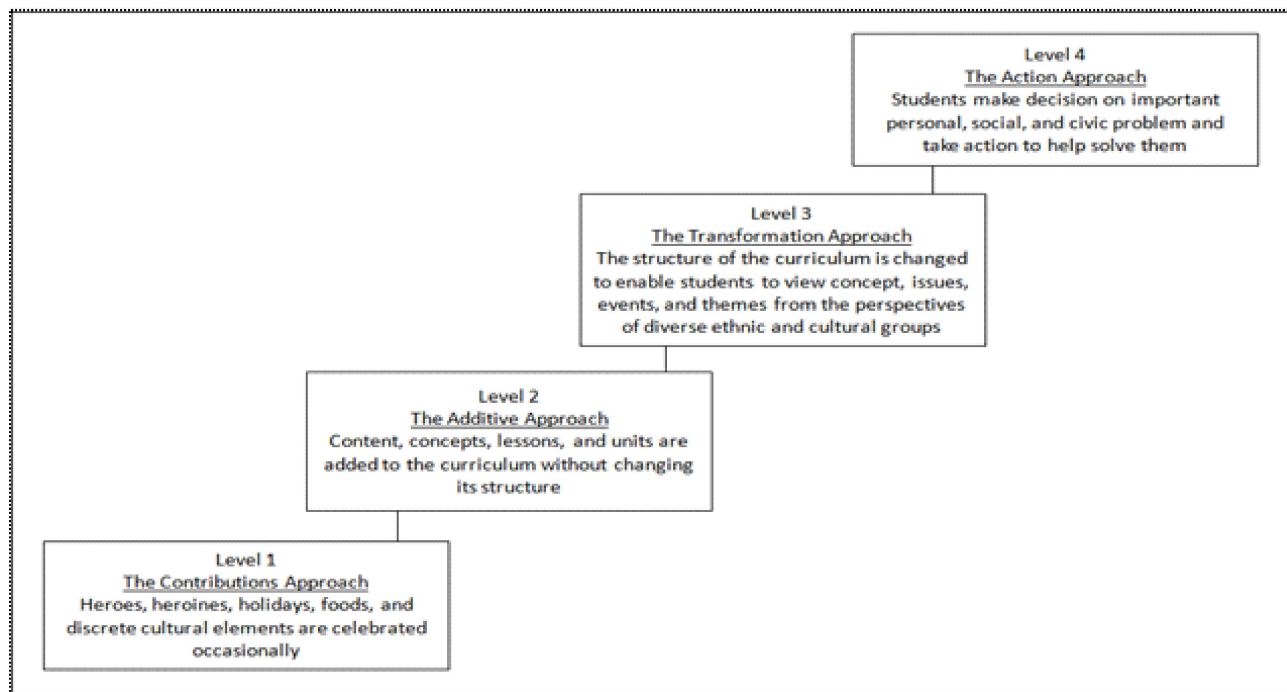 Level 4
The Action Approach
Students make decision on important
personal, social, and civic problem and
take action to help solve them
Level 3
The Transformation Approach
The structure of the curriculum is changed
to enable students to view concept, issues,
events, and themes from the perspectives
of diverse ethnic and cultural groups
Level 2
The Additive Approach
Content, concepts, lessons, and units are
added to the curriculum without changing
its structure
Level 1
The Contributions Approach
Heroes, heroines, holidays, foods, and
discrete cultural elements are celebrated
occasionally